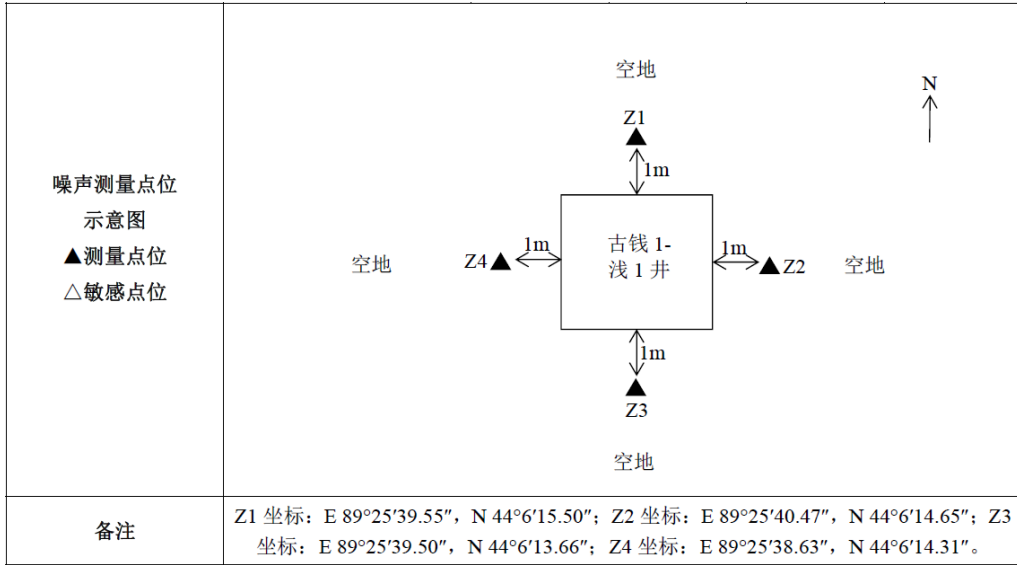 噪声测量点位
示意图
▲测量点位
△敏感点位
空地
N
Z1
1m
古钱 1-
浅 1 井
空地
Z4
1m
1m
Z2
空地
1m
Z3
空地
备注
Z1 坐标：E 89°25′39.55″，N 44°6′15.50″；Z2 坐标：E 89°25′40.47″，N 44°6′14.65″；Z3
坐标：E 89°25′39.50″，N 44°6′13.66″；Z4 坐标：E 89°25′38.63″，N 44°6′14.31″。